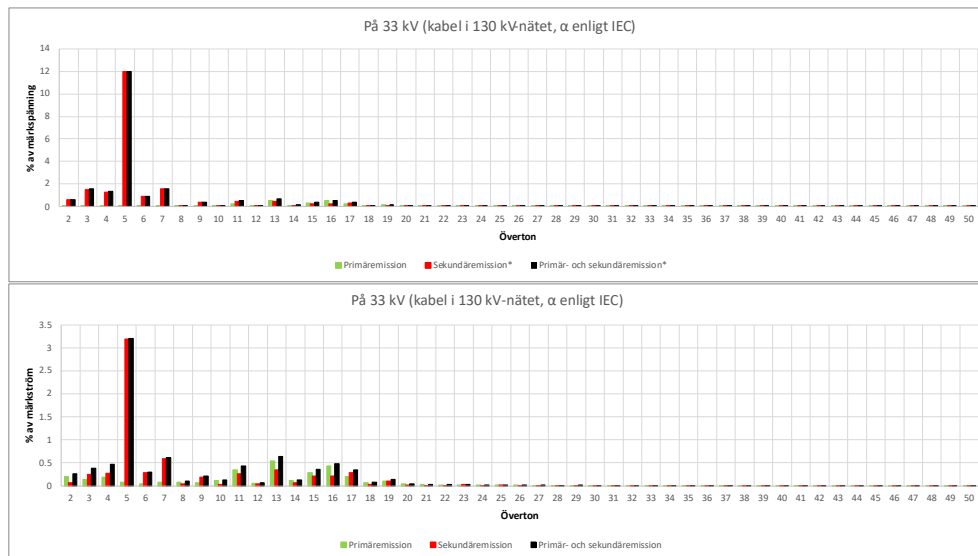 På 33 kV (kabel i 130 kV-nätet, α enligt IEC)
14
12
10
8
6
4
2
0
% av märkspänning
2 3 4 5 6 7 8 9 10 11 12 13 14 15 16 17 18 19 20 21 22 23 24 25 26 27 28 29 30 31 32 33 34 35 36 37 38 39 40 41 42 43 44 45 46 47 48 49 50
Överton
Primäremission Sekundäremission* Primär- och sekundäremission*
På 33 kV (kabel i 130 kV-nätet, α enligt IEC)
3.5
3
2.5
2
1.5
1
0.5
0
% av märkström
2 3 4 5 6 7 8 9 10 11 12 13 14 15 16 17 18 19 20 21 22 23 24 25 26 27 28 29 30 31 32 33 34 35 36 37 38 39 40 41 42 43 44 45 46 47 48 49 50
Överton
Primäremission Sekundäremission Primär- och sekundäremission